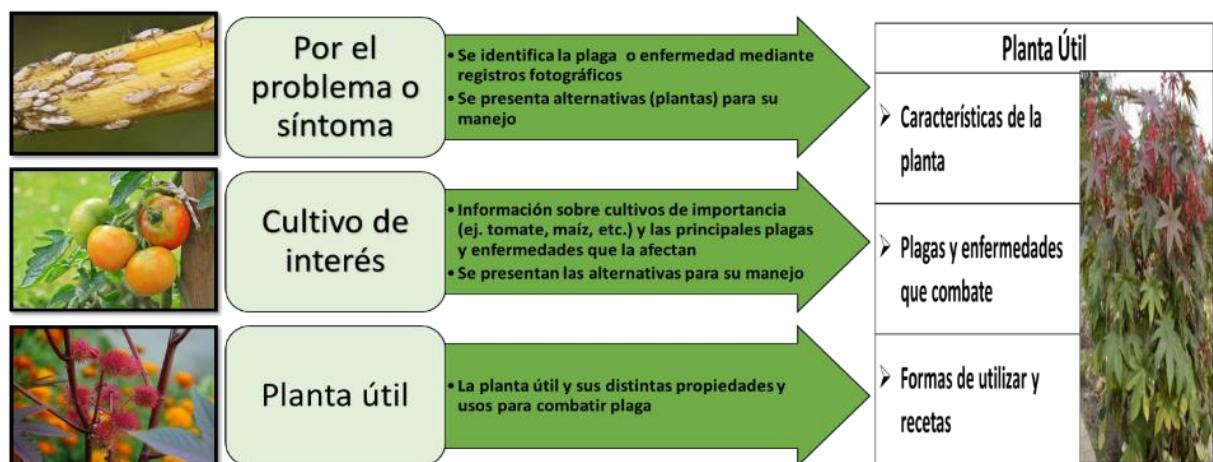 Por el
problema o
síntoma
• Se identifica la plaga o enfermedad mediante
registros fotográficos
• Se presenta alternativas (plantas) para su
manejo
Cultivo de
interés
• Información sobre cultivos de importancia
(ej. tomate, maíz, etc.) y las principales plagas
y enfermedades que la afectan
• Se presentan las alternativas para su manejo
Planta útil
• La planta útil y sus distintas propiedades y
usos para combatir plaga
Planta Útil
➢ Características de la
planta
➢ Plagas y enfermedades
que combate
➢ Formas de utilizar y
recetas